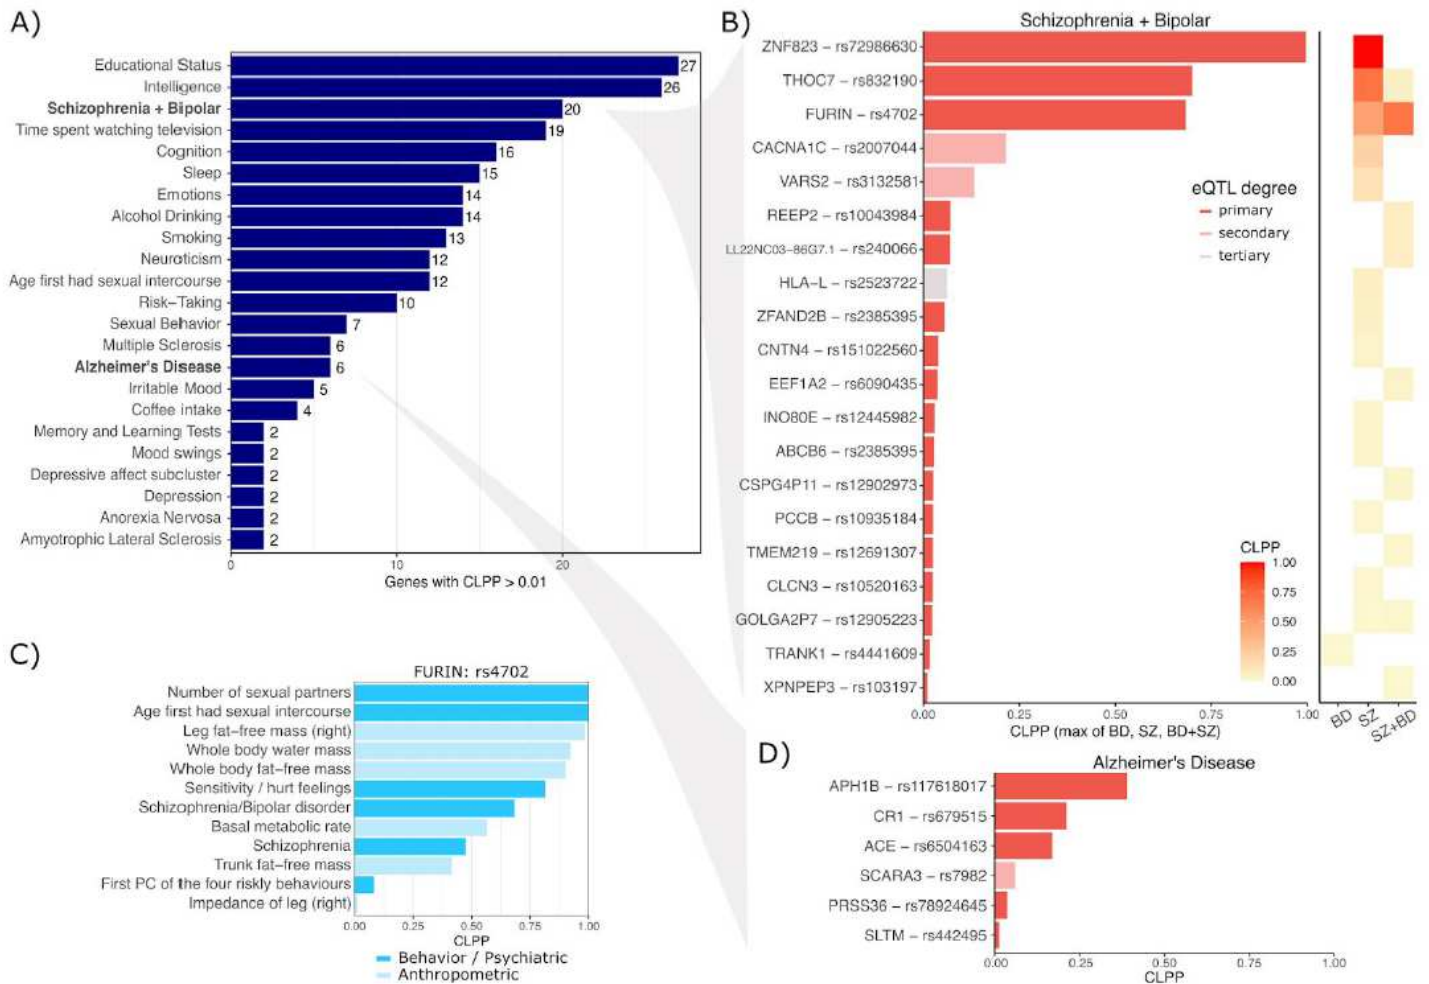 A)
Educational Status 27
Intelligence 26
Schizophrenia + Bipolar 20
Time spent watching television 19
Cognition 16
Sleep 15
Emotions 14
Alcohol Drinking 14
Smoking 13
Neuroticism 12
Age first had sexual intercourse 12
Risk-Taking 10
Sexual Behavior 7
Multiple Sclerosis 6
Alzheimer's Disease 6
Irritable Mood 5
Coffee intake 4
Memory and Learning Tests 2
Mood swings 2
Depressive affect subcluster 2
Depression 2
Anorexia Nervosa 2
Amyotrophic Lateral Sclerosis 2
0 10 20
Genes with CLPP > 0.01
B)
Schizophrenia + Bipolar
ZNF823 – rs72986630
THOC7 – rs832190
FURIN – rs4702
CACNA1C – rs2007044
VARS2 – rs3132581
REEP2 – rs10043984
LL22NC03-86G7.1 – rs240066
HLA-L – rs2523722
ZFAND2B – rs2385395
CNTN4 – rs151022560
EEF1A2 – rs6090435
INO80E – rs12445982
ABCB6 – rs2385395
CSPG4P11 – rs12902973
PCCB – rs10935184
TMEM219 – rs12691307
CLCN3 – rs10520163
GOLGA2P7 – rs12905223
TRANK1 – rs4441609
XPNPEP3 – rs103197
0.00 0.25 0.50 0.75 1.00
CLPP (max of BD, SZ, BD+SZ)
eQTL degree
primary
secondary
tertiary
CLPP
1.00
0.75
0.50
0.25
0.00
BD SZ SZ+BD
C)
FURIN: rs4702
Number of sexual partners
Age first had sexual intercourse
Leg fat-free mass (right)
Whole body water mass
Whole body fat-free mass
Sensitivity / hurt feelings
Schizophrenia/Bipolar disorder
Basal metabolic rate
Schizophrenia
Trunk fat-free mass
First PC of the four riskly behaviours
Impedance of leg (right)
0.00 0.25 0.50 0.75 1.00
CLPP
Behavior / Psychiatric
Anthropometric
D)
Alzheimer's Disease
APH1B – rs117618017
CR1 – rs679515
ACE – rs6504163
SCARA3 – rs7982
PRSS36 – rs78924645
SLTM – rs442495
0.00 0.25 0.50 0.75 1.00
CLPP